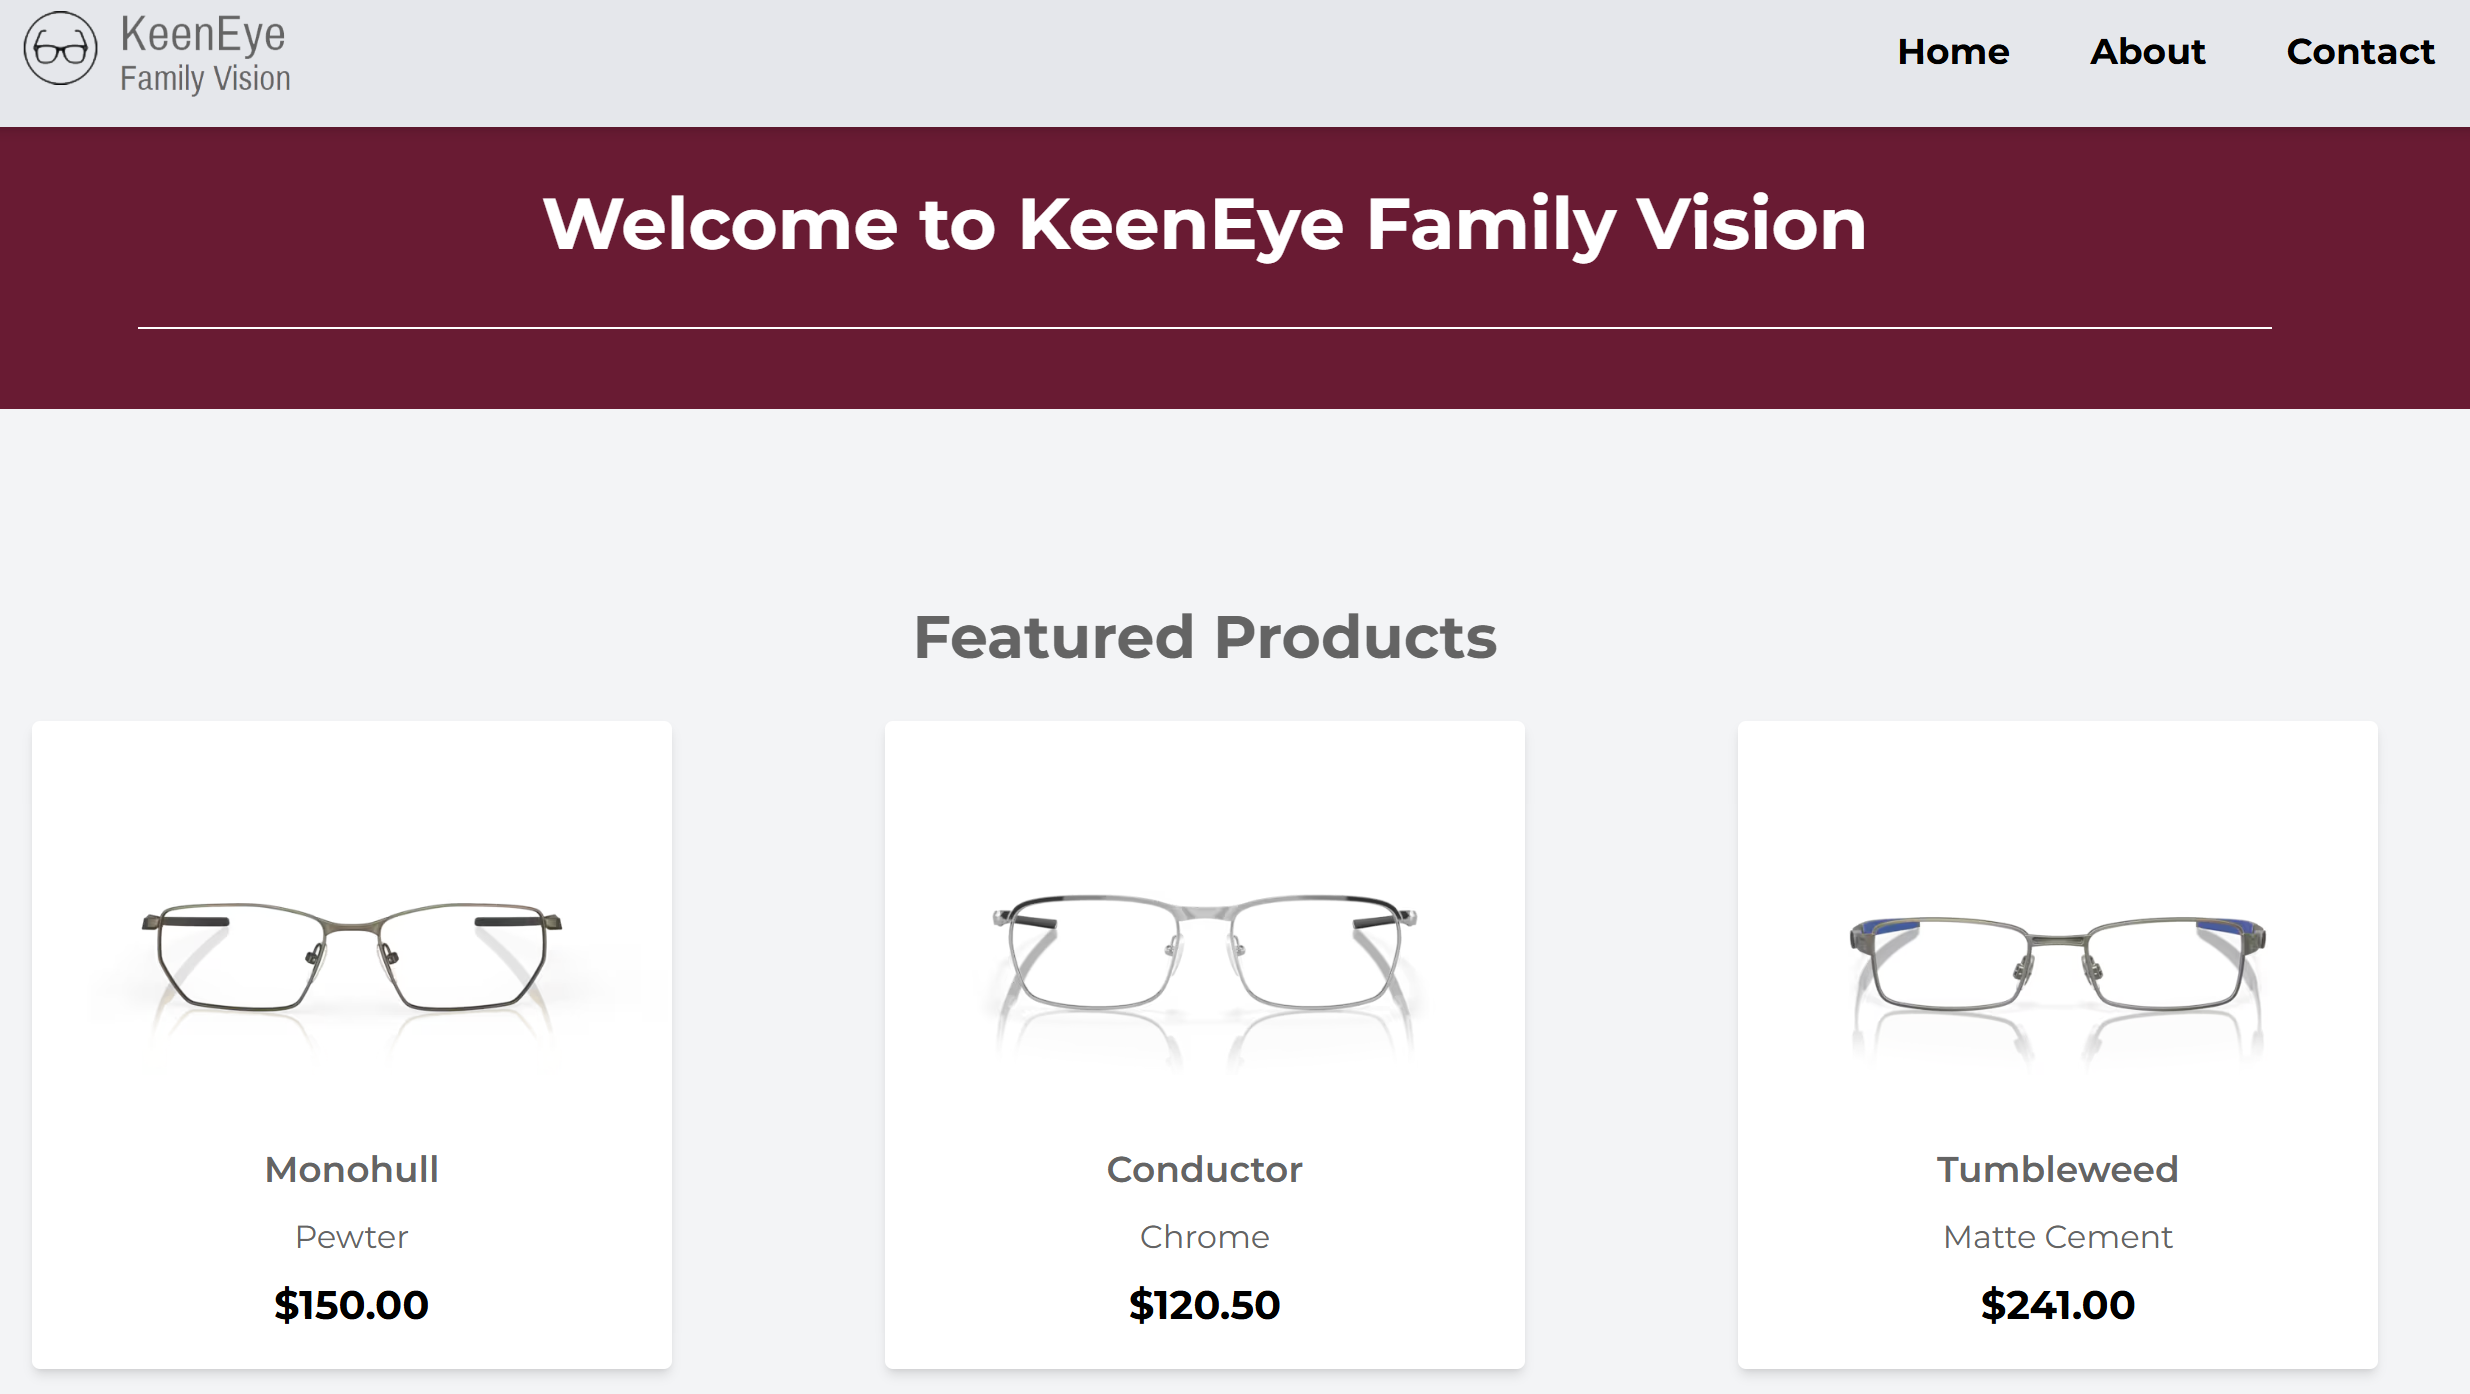 KeenEye
Family Vision
Home About Contact
Welcome to KeenEye Family Vision
Featured Products
Monohull
Pewter
$150.00
Conductor
Chrome
$120.50
Tumbleweed
Matte Cement
$241.00